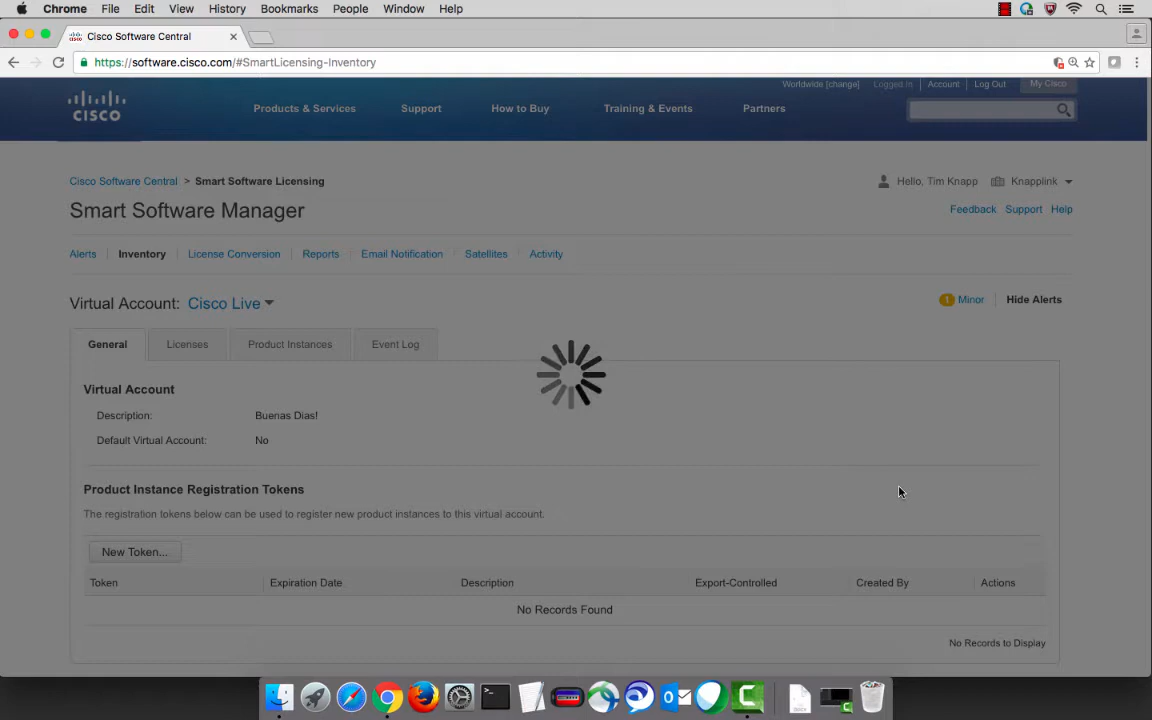 Chrome File Edit View History Bookmarks People Window Help
Cisco Software Central
https://software.cisco.com/#SmartLicensing-Inventory
Worldwide [change] Logged In Account Log Out My Cisco
CISCO
Products & Services Support How to Buy Training & Events Partners
Cisco Software Central > Smart Software Licensing
Hello, Tim Knapp Knapplink
Smart Software Manager
Feedback Support Help
Alerts Inventory License Conversion Reports Email Notification Satellites Activity
Virtual Account: Cisco Live
1 Minor Hide Alerts
General Licenses Product Instances Event Log
Virtual Account
Description: Buenas Dias!
Default Virtual Account: No
Product Instance Registration Tokens
The registration tokens below can be used to register new product instances to this virtual account.
New Token...
Token Expiration Date Description Export-Controlled Created By Actions
No Records Found
No Records to Display